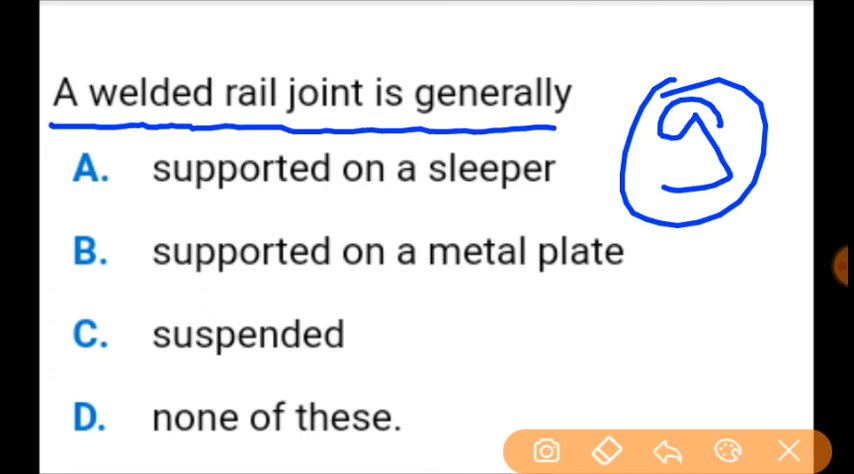 A welded rail joint is generally
A. supported on a sleeper
B. supported on a metal plate
C. suspended
D. none of these.